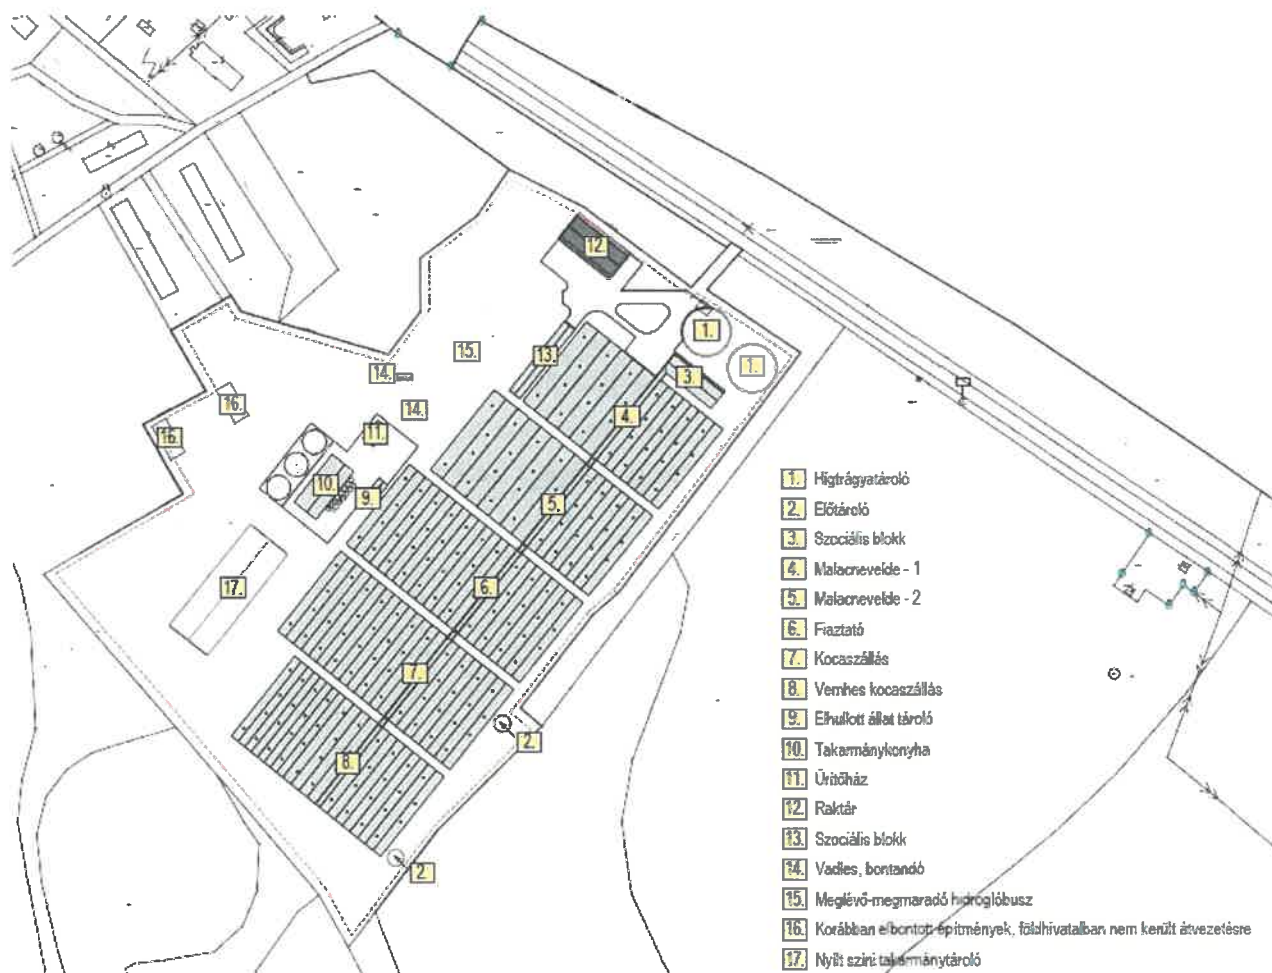 12.
1.
13.
15.
1.
14.
3.
16.
14.
4.
11.
16.
10.
9.
5.
17.
6.
7.
2.
8.
2.
1. Hígtrágyatároló
2. Előtároló
3. Szociális blokk
4. Malacnevelde - 1
5. Malacnevelde - 2
6. Fiaztató
7. Kocaszállás
8. Vemhes kocaszállás
9. Elhullott állat tároló
10. Takarmánykonyha
11. Ürítőház
12. Raktár
13. Szociális blokk
14. Vadles, bontandó
15. Meglévő-megmaradó hidroglóbusz
16. Korábban elbontott építmények, földhivatalban nem került átvezetésre
17. Nyílt színi takarmánytároló